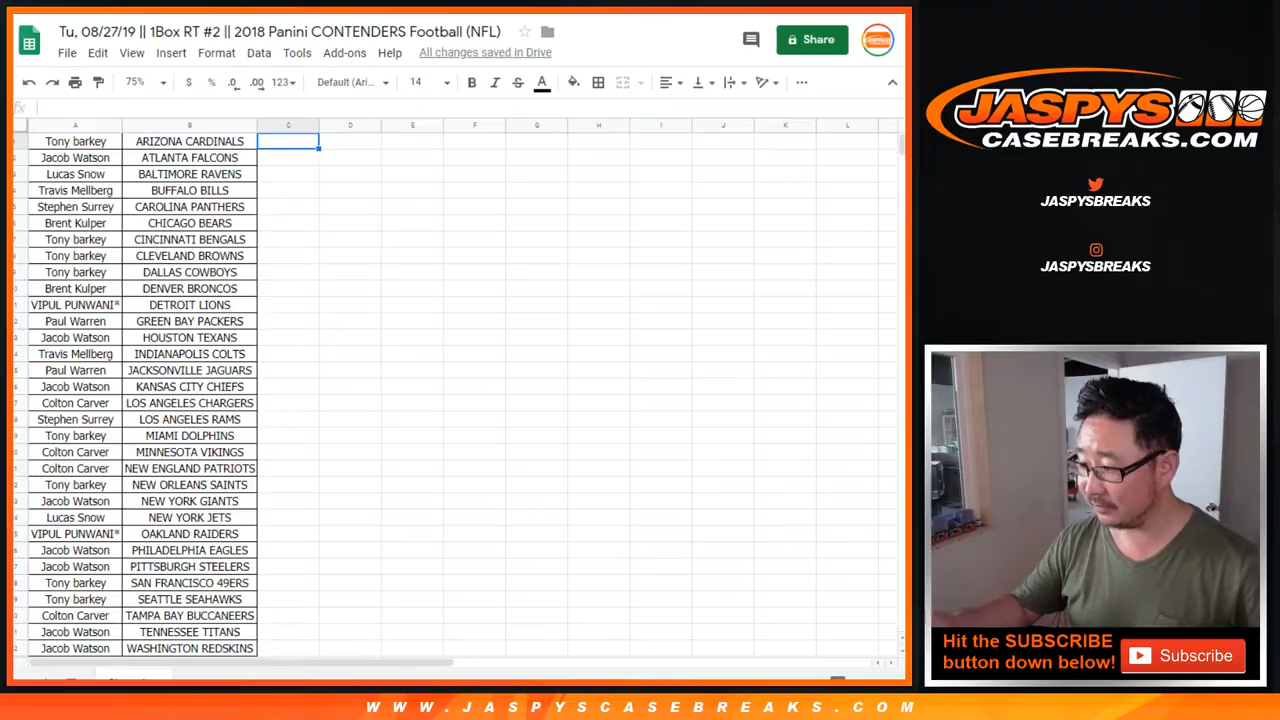 Tu, 08/27/19 || 1Box RT #2 || 2018 Panini CONTENDERS Football (NFL)
File Edit View Insert Format Data Tools Add-ons Help All changes saved in Drive
Share
75% $ % .0 .00 123 Default (Ari... 14 B I S A
fx
A B C D E F G H I J K L
Tony barkey ARIZONA CARDINALS
Jacob Watson ATLANTA FALCONS
Lucas Snow BALTIMORE RAVENS
Travis Mellberg BUFFALO BILLS
Stephen Surrey CAROLINA PANTHERS
Brent Kulper CHICAGO BEARS
Tony barkey CINCINNATI BENGALS
Tony barkey CLEVELAND BROWNS
Tony barkey DALLAS COWBOYS
Brent Kulper DENVER BRONCOS
VIPUL PUNWANI* DETROIT LIONS
Paul Warren GREEN BAY PACKERS
Jacob Watson HOUSTON TEXANS
Travis Mellberg INDIANAPOLIS COLTS
Paul Warren JACKSONVILLE JAGUARS
Jacob Watson KANSAS CITY CHIEFS
Colton Carver LOS ANGELES CHARGERS
Stephen Surrey LOS ANGELES RAMS
Tony barkey MIAMI DOLPHINS
Colton Carver MINNESOTA VIKINGS
Colton Carver NEW ENGLAND PATRIOTS
Tony barkey NEW ORLEANS SAINTS
Jacob Watson NEW YORK GIANTS
Lucas Snow NEW YORK JETS
VIPUL PUNWANI* OAKLAND RAIDERS
Jacob Watson PHILADELPHIA EAGLES
Jacob Watson PITTSBURGH STEELERS
Tony barkey SAN FRANCISCO 49ERS
Tony barkey SEATTLE SEAHAWKS
Colton Carver TAMPA BAY BUCCANEERS
Jacob Watson TENNESSEE TITANS
Jacob Watson WASHINGTON REDSKINS
JASPYS
CASEBREAKS.COM
JASPYSBREAKS
JASPYSBREAKS
Hit the SUBSCRIBE
button down below!
Subscribe
WWW.JASPYSCASEBREAKS.COM